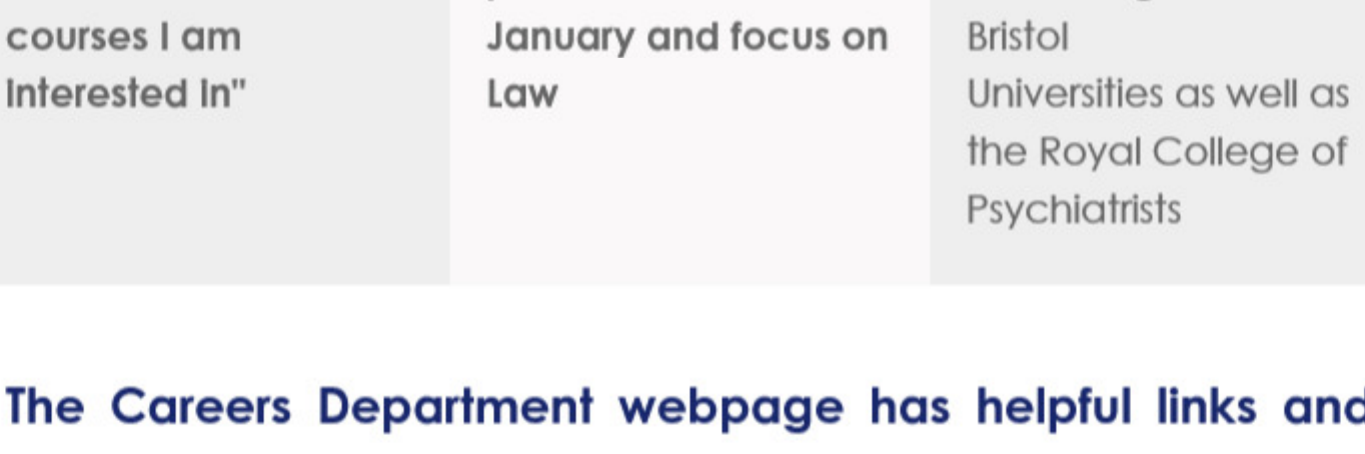 courses I am
interested in"
January and focus on
Law
Bristol
Universities as well as
the Royal College of
Psychiatrists
The Careers Department webpage has helpful links and